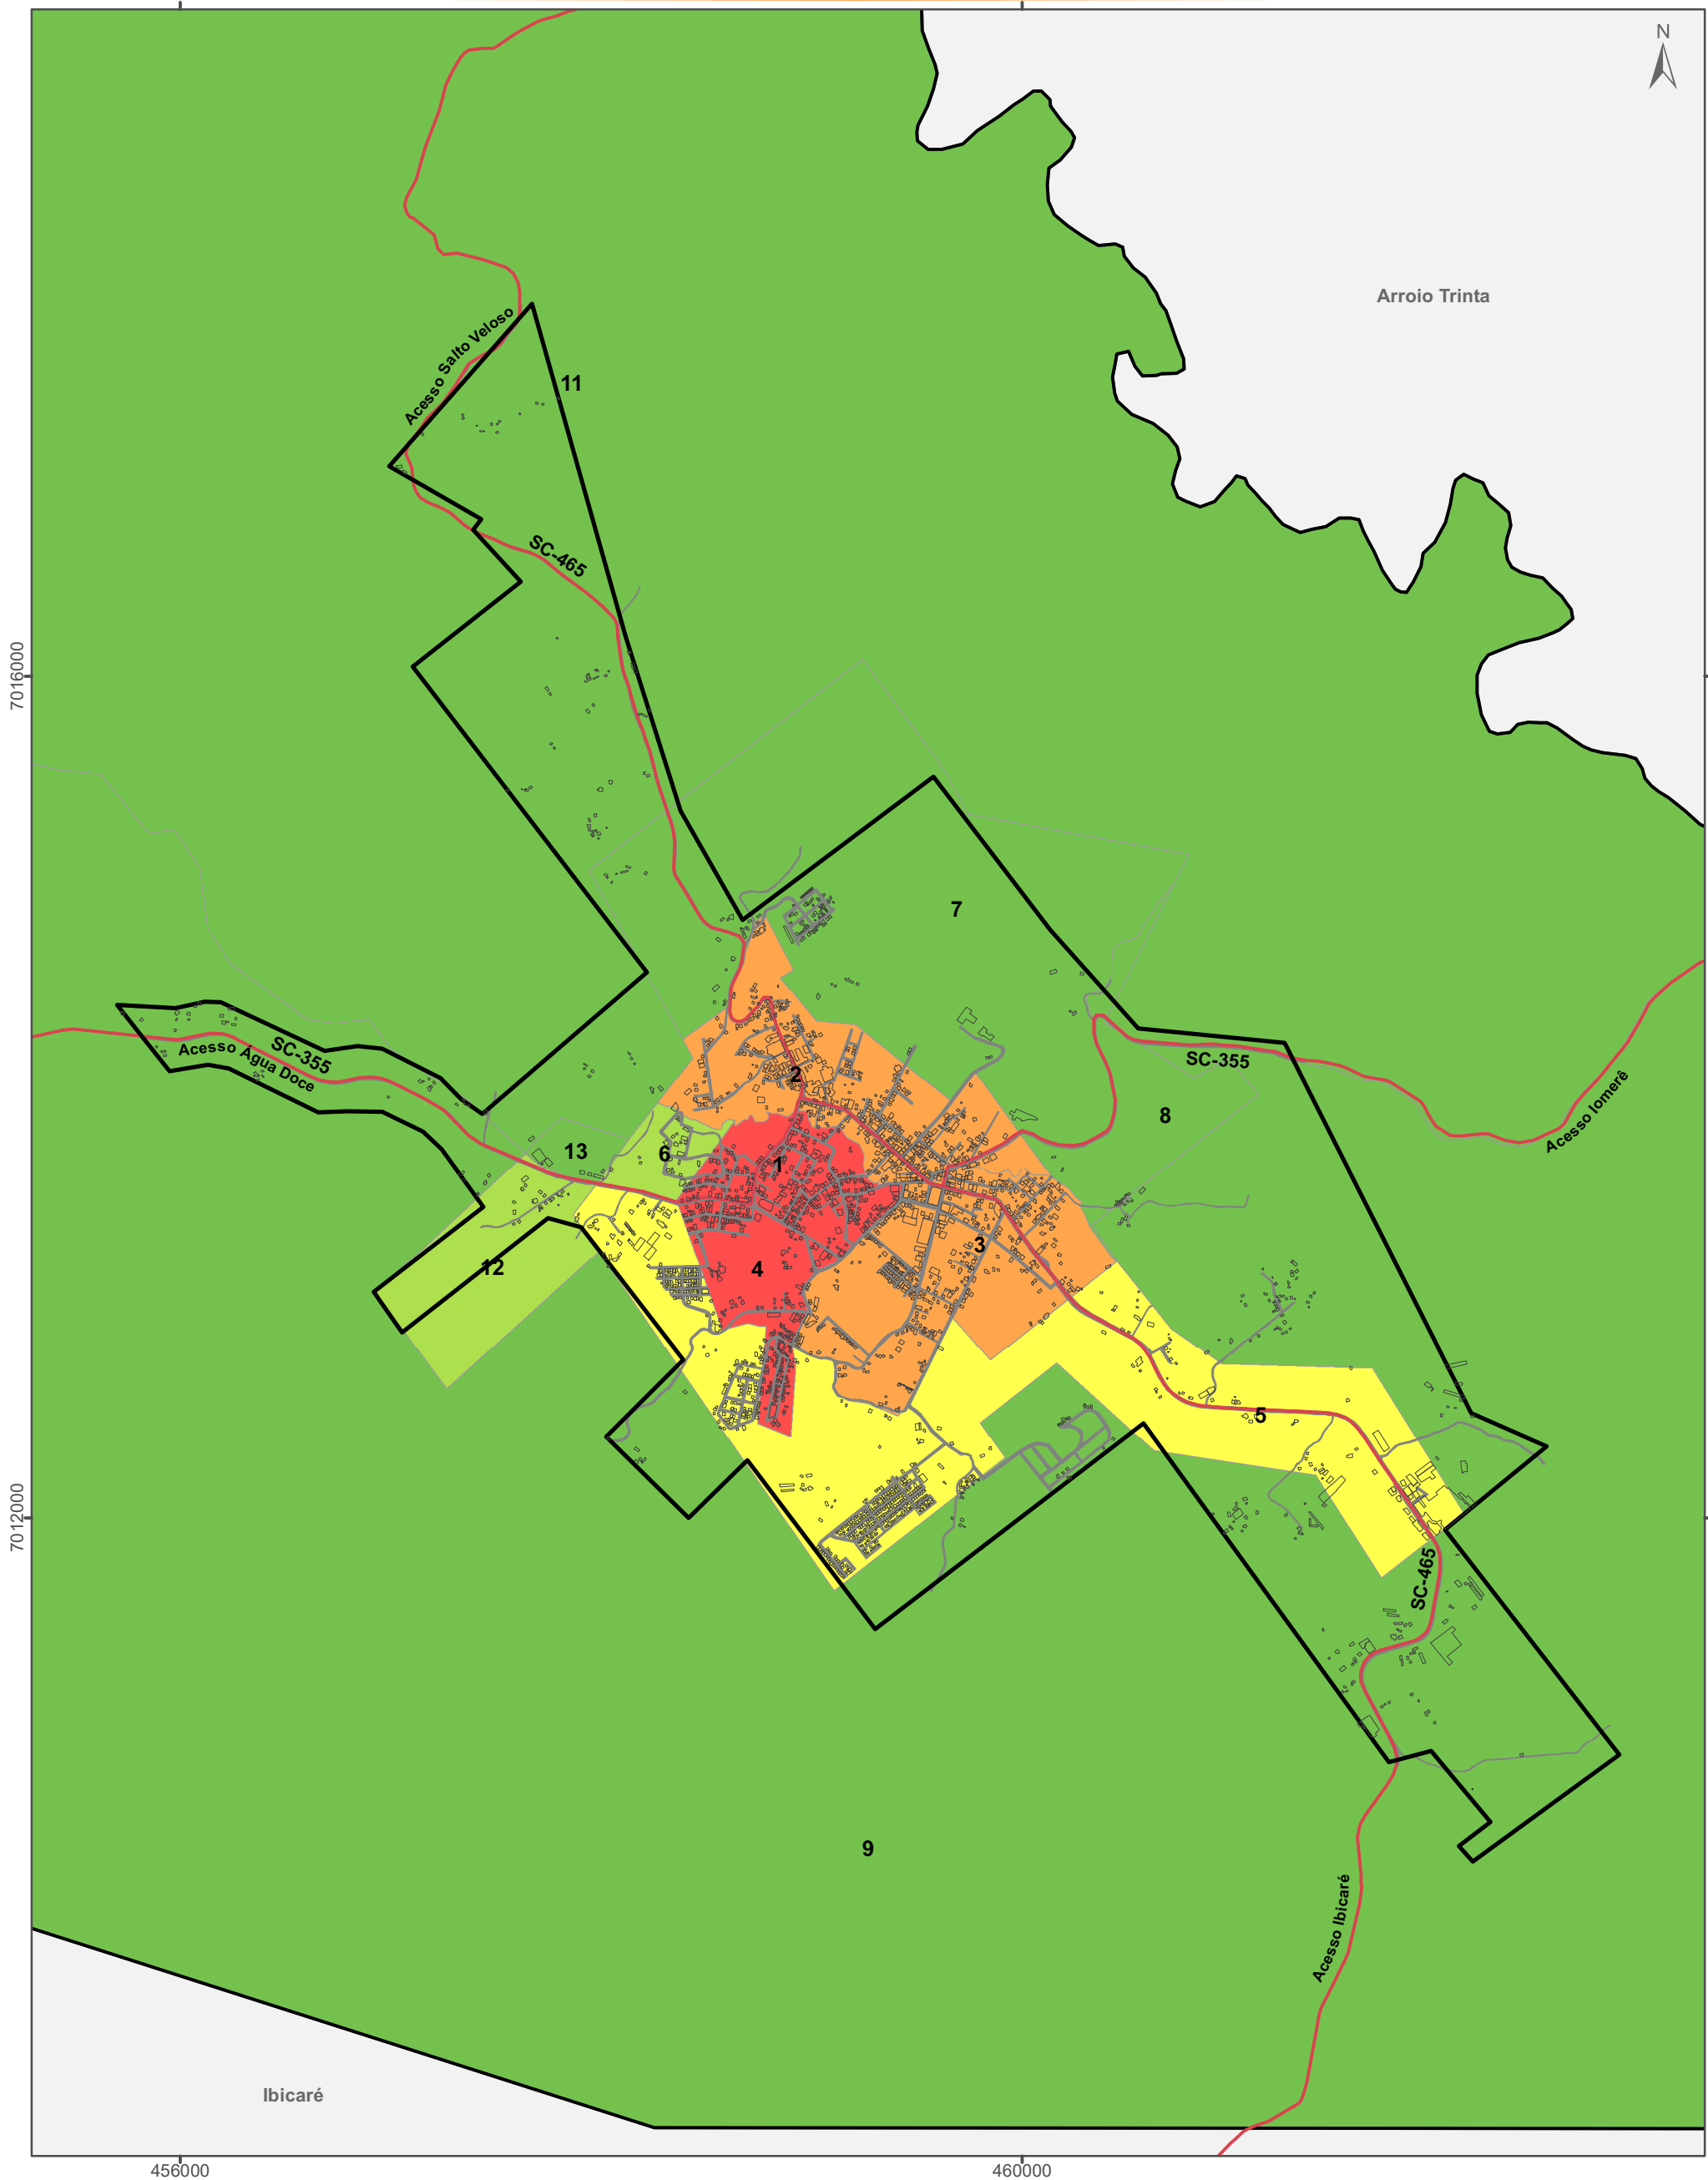 N
Arroio Trinta
Acesso Salto Veloso
11
SC-465
7016000
7
SC-355
Acesso Água Doce
SC-355
Acesso Iomerê
2
8
13
6
1
3
12
4
5
7012000
SC-465
9
Acesso Ibicaré
Ibicaré
456000
460000